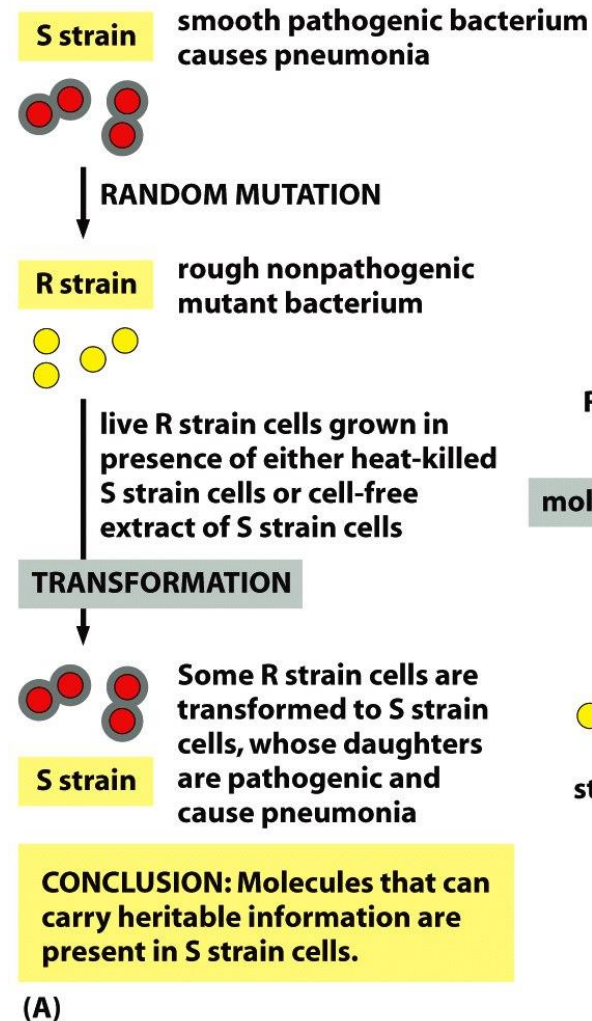 S strain
smooth pathogenic bacterium
causes pneumonia
RANDOM MUTATION
R strain
rough nonpathogenic
mutant bacterium
live R strain cells grown in
presence of either heat-killed
S strain cells or cell-free
extract of S strain cells
TRANSFORMATION
Some R strain cells are
transformed to S strain
cells, whose daughters
are pathogenic and
cause pneumonia
S strain
CONCLUSION: Molecules that can
carry heritable information are
present in S strain cells.
(A)